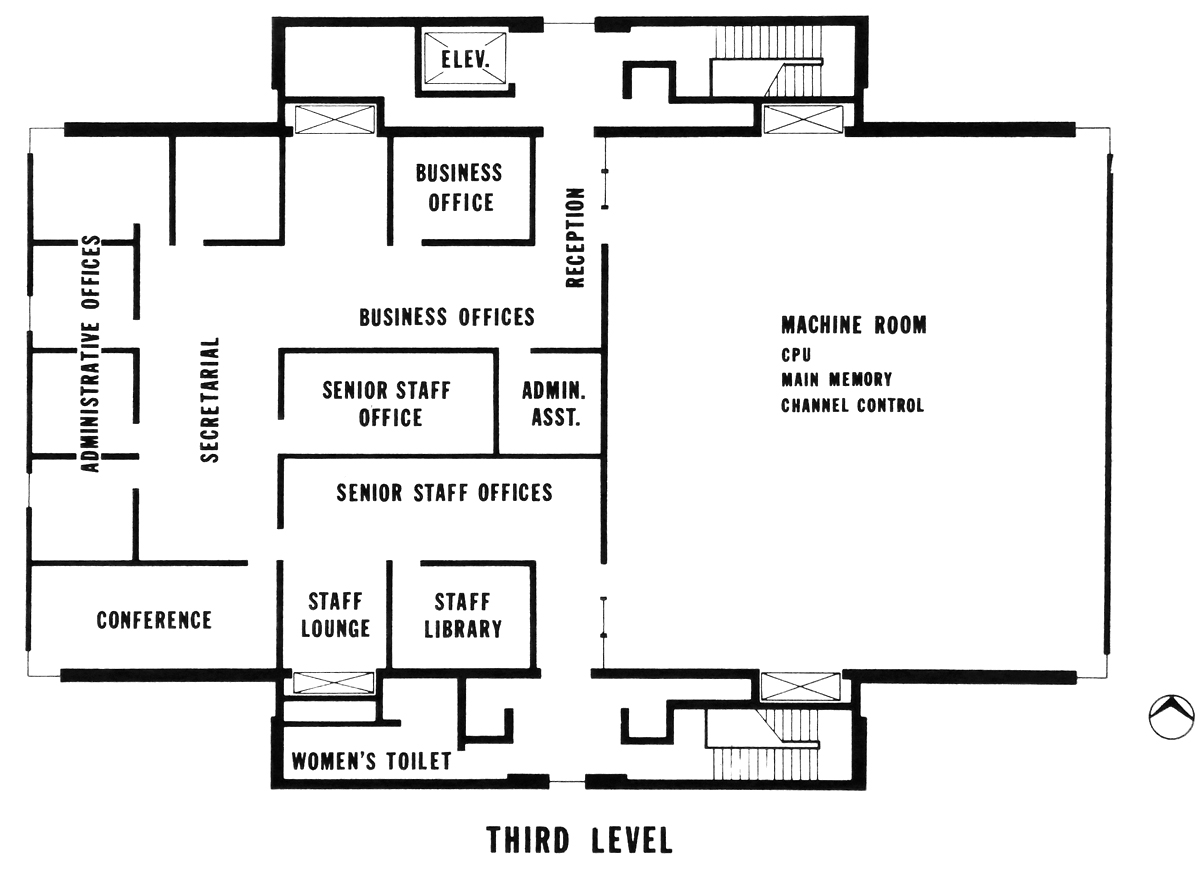 ELEV.
BUSINESS
OFFICE
RECEPTION
ADMINISTRATIVE OFFICES
BUSINESS OFFICES
SECRETARIAL
MACHINE ROOM
CPU
MAIN MEMORY
CHANNEL CONTROL
SENIOR STAFF
OFFICE
ADMIN.
ASST.
SENIOR STAFF OFFICES
CONFERENCE
STAFF
LOUNGE
STAFF
LIBRARY
WOMEN'S TOILET
THIRD LEVEL